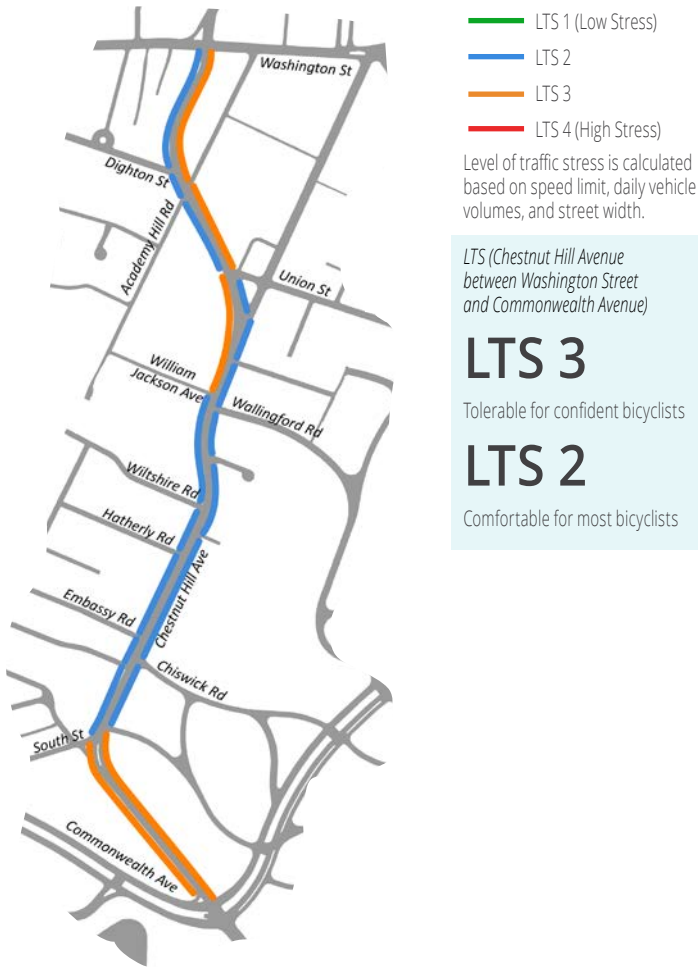 LTS 1 (Low Stress)
LTS 2
LTS 3
LTS 4 (High Stress)
Level of traffic stress is calculated
based on speed limit, daily vehicle
volumes, and street width.
LTS (Chestnut Hill Avenue
between Washington Street
and Commonwealth Avenue)
LTS 3
Tolerable for confident bicyclists
LTS 2
Comfortable for most bicyclists
Washington St
Dighton St
Academy Hill Rd
Union St
William
Jackson Ave
Wallingford Rd
Wiltshire Rd
Hatherly Rd
Chestnut Hill Ave
Embassy Rd
Chiswick Rd
South St
Commonwealth Ave